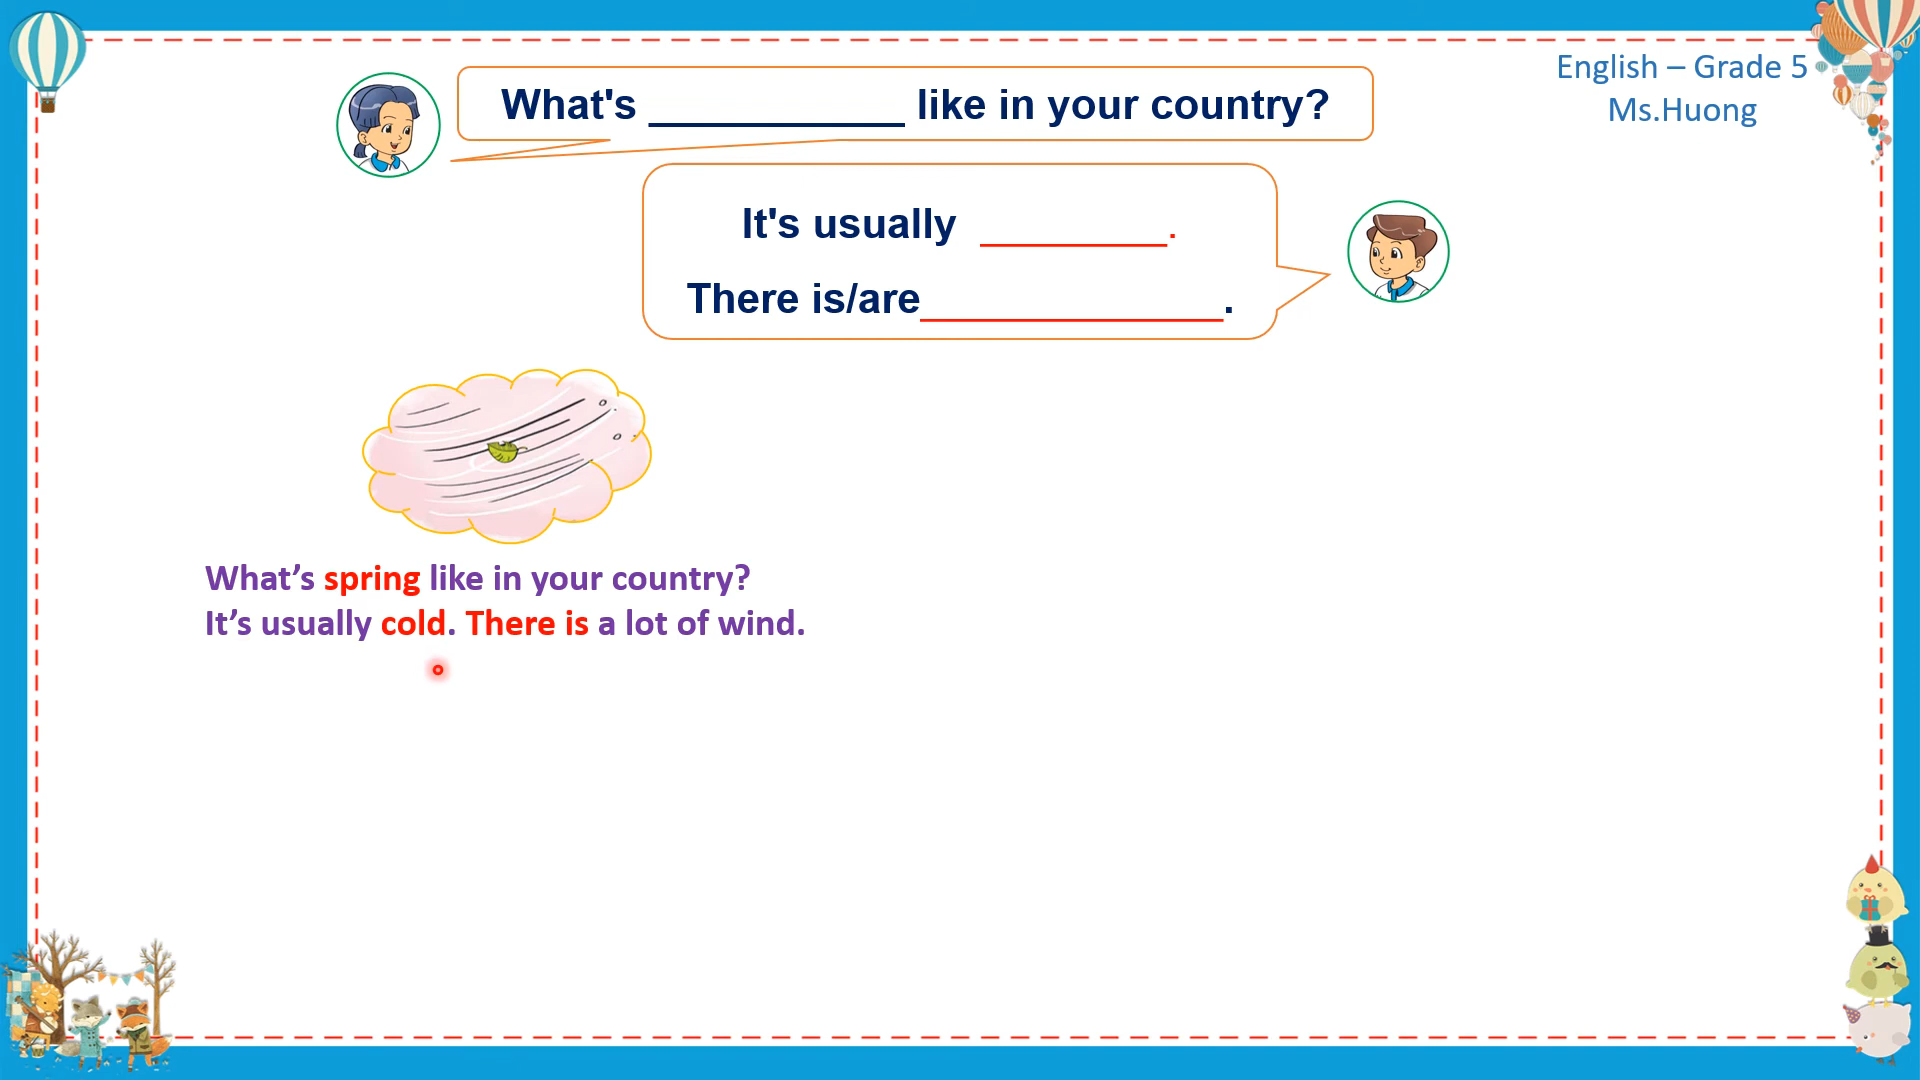 English – Grade 5
Ms.Huong
What's ___________ like in your country?
It's usually ________.
There is/are_____________.
What’s spring like in your country?
It’s usually cold. There is a lot of wind.